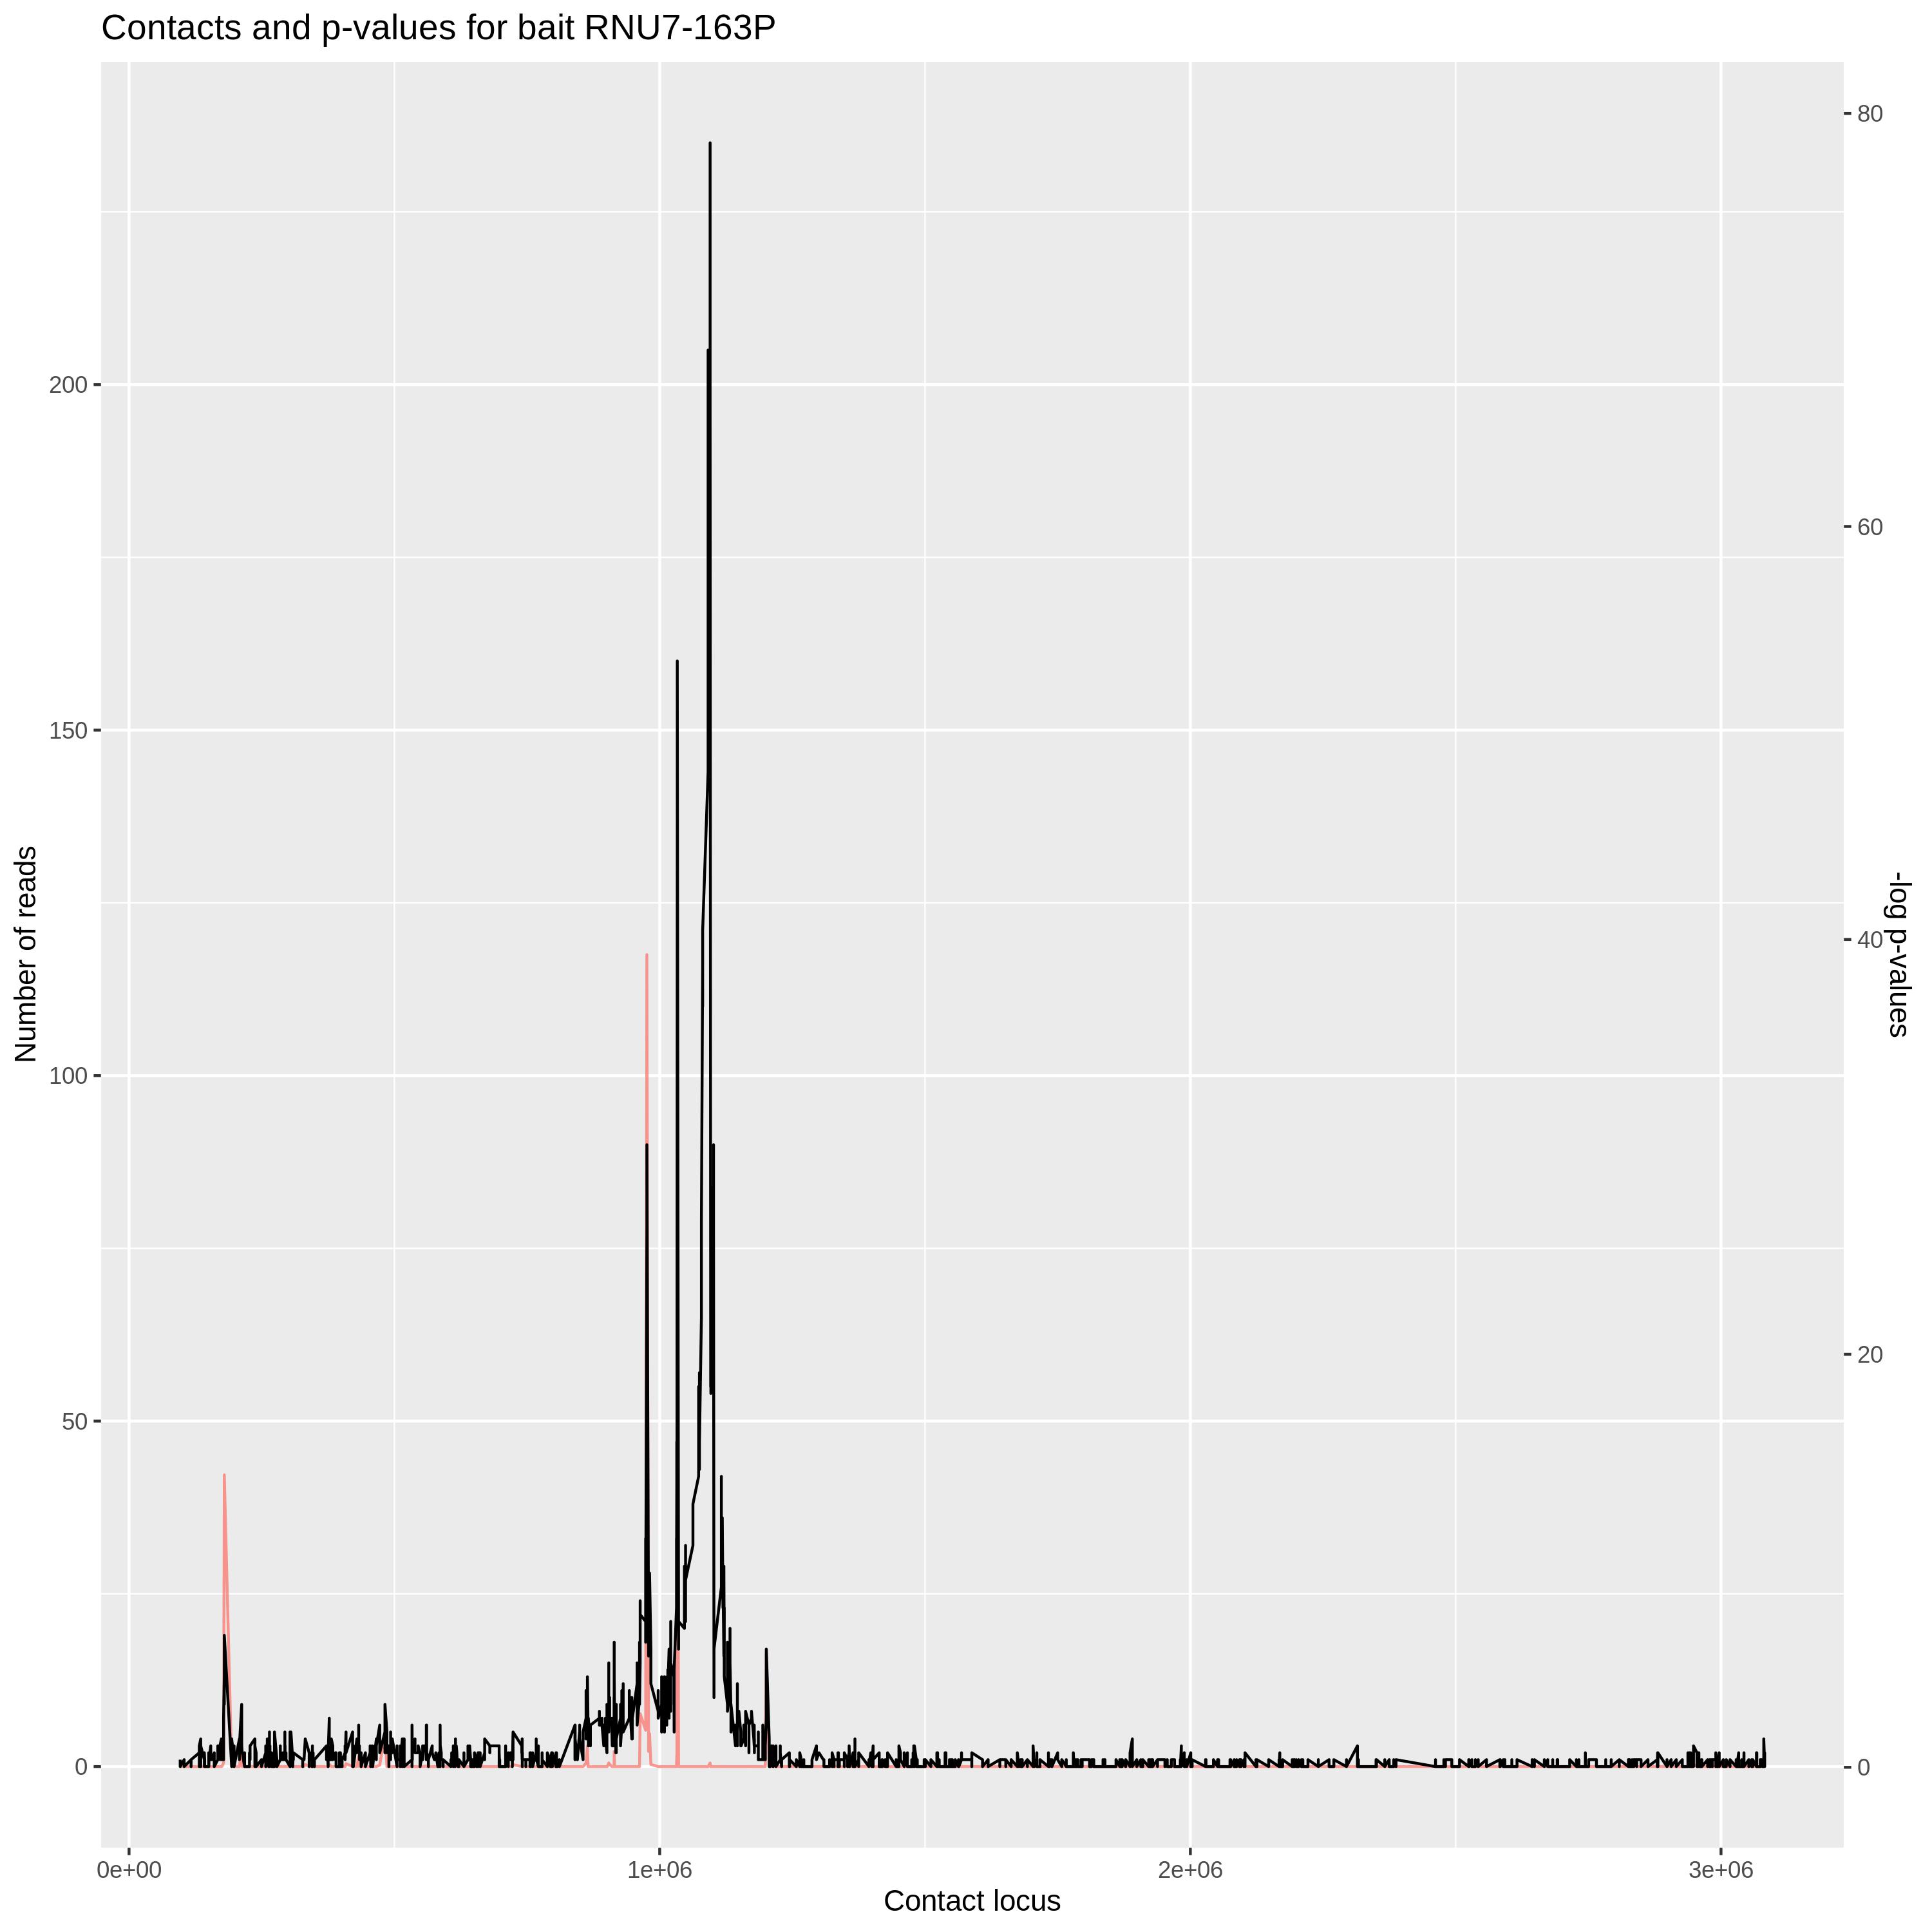 Contacts and p-values for bait RNU7-163P
Number of reads
200
150
100
50
0
80
60
40
20
0
-log p-values
0e+00
1e+06
2e+06
3e+06
Contact locus